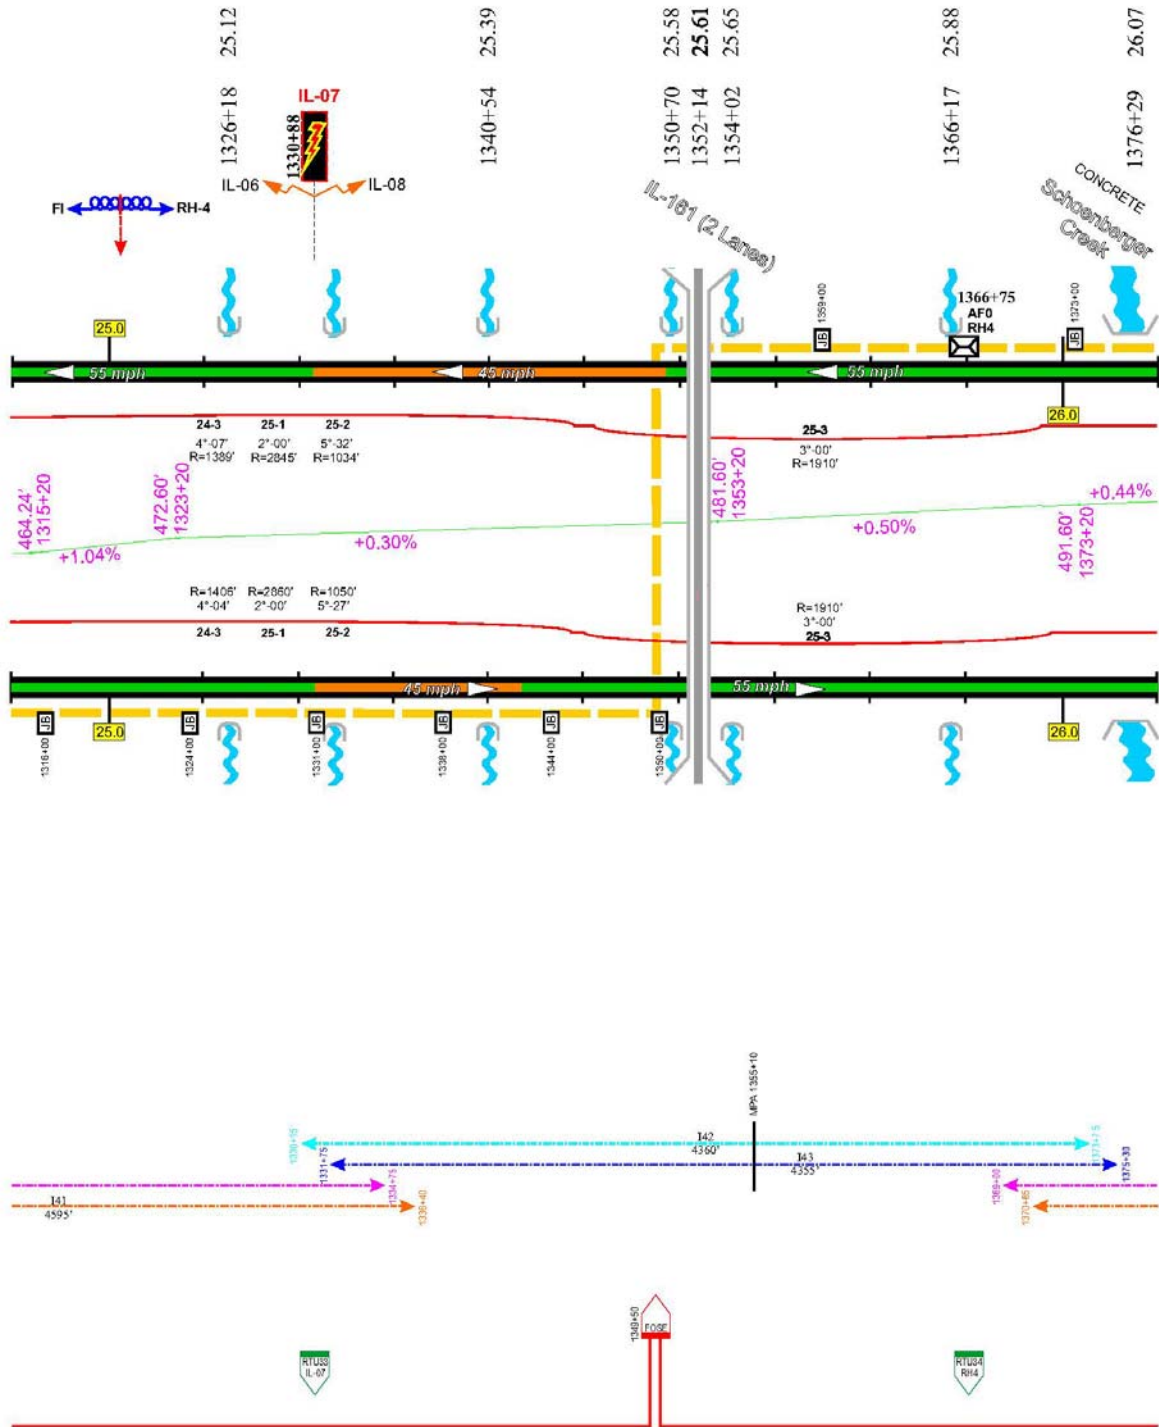 25.12
25.39
25.58
25.61
25.65
25.88
26.07
1326+18
1340+54
1350+70
1352+14
1354+02
1366+17
1376+29
IL-07
1330+88
IL-06
IL-08
FI
RH-4
IL-161 (2 Lanes)
CONCRETE
Schoenberger
Creek
1359+00
JB
1366+75
AF0
RH4
1373+00
JB
25.0
55 mph
45 mph
55 mph
26.0
24-3
25-1
25-2
4°-07'
2°-00'
5°-32'
R=1389'
R=2845'
R=1034'
25-3
3°-00'
R=1910'
464.24'
1315+20
472.60'
1323+20
481.60'
1353+20
491.60'
1373+20
+1.04%
+0.30%
+0.50%
+0.44%
R=1406'
R=2860'
R=1050'
4°-04'
2°-00'
5°-27'
24-3
25-1
25-2
R=1910'
3°-00'
25-3
45 mph
55 mph
JB
25.0
JB
JB
JB
JB
JB
26.0
1316+00
1324+00
1331+00
1338+00
1344+00
1350+00
MPA 1355+10
I42
4360'
I43
4355'
1331+75
1334+75
1369+00
I41
4595'
1349+50
FOSE
RTU33
IL-07
RTU34
RH4